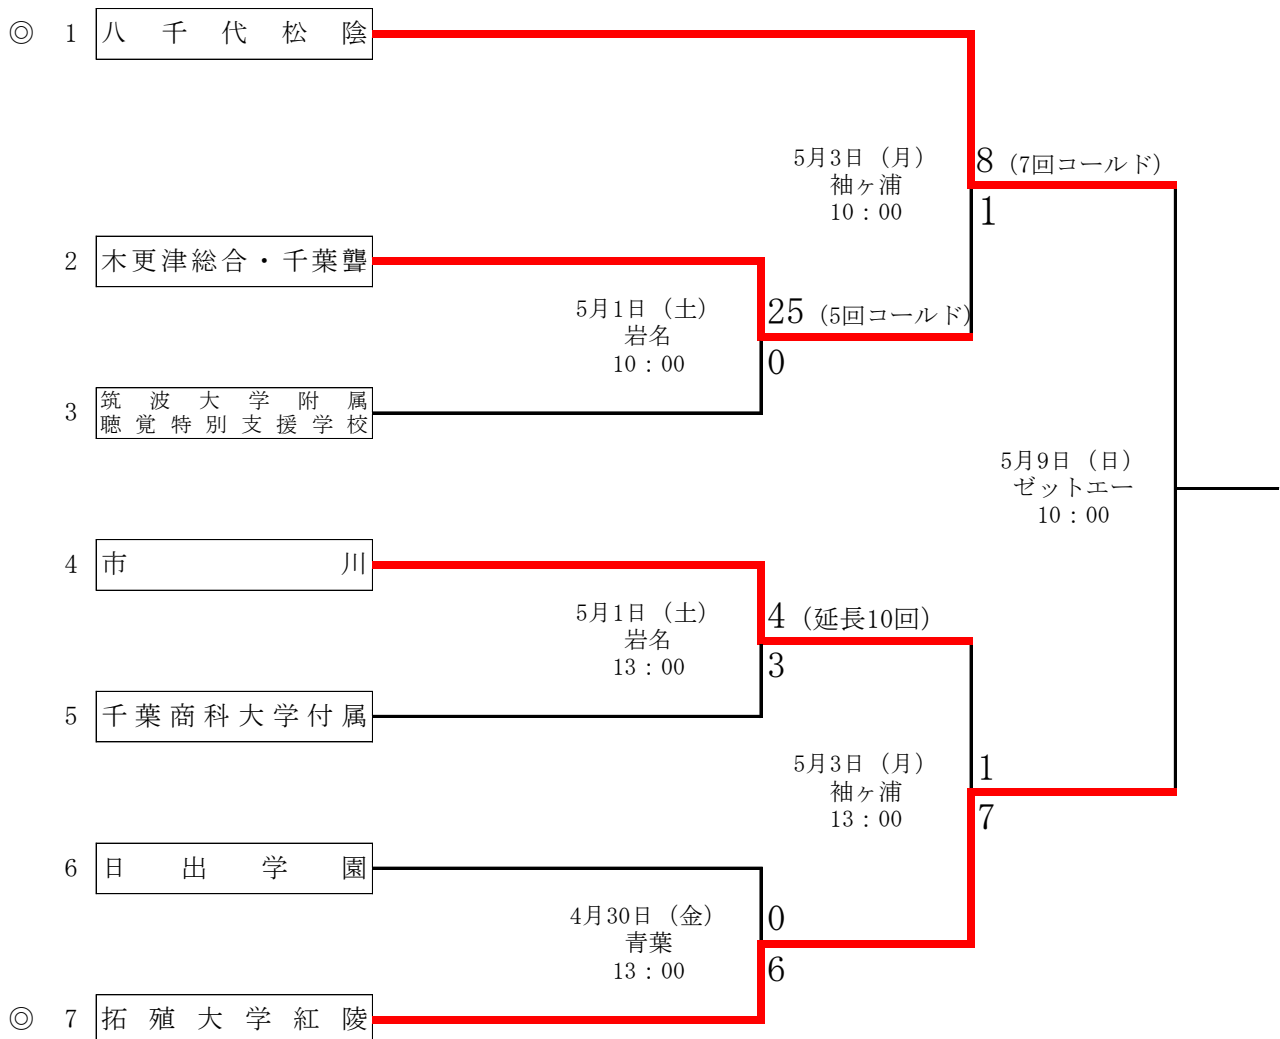 ◎ 1 八千代松陰
5月3日（月）
袖ヶ浦
10：00
8（7回コールド）
1
2 木更津総合・千葉聾
5月1日（土）
岩名
10：00
25（5回コールド）
0
3 筑波大学附属
聴覚特別支援学校
5月9日（日）
ゼットエー
10：00
4 市川
5月1日（土）
岩名
13：00
4（延長10回）
3
5 千葉商科大学付属
5月3日（月）
袖ヶ浦
13：00
1
7
6 日出学園
4月30日（金）
青葉
13：00
0
6
◎ 7 拓殖大学紅陵